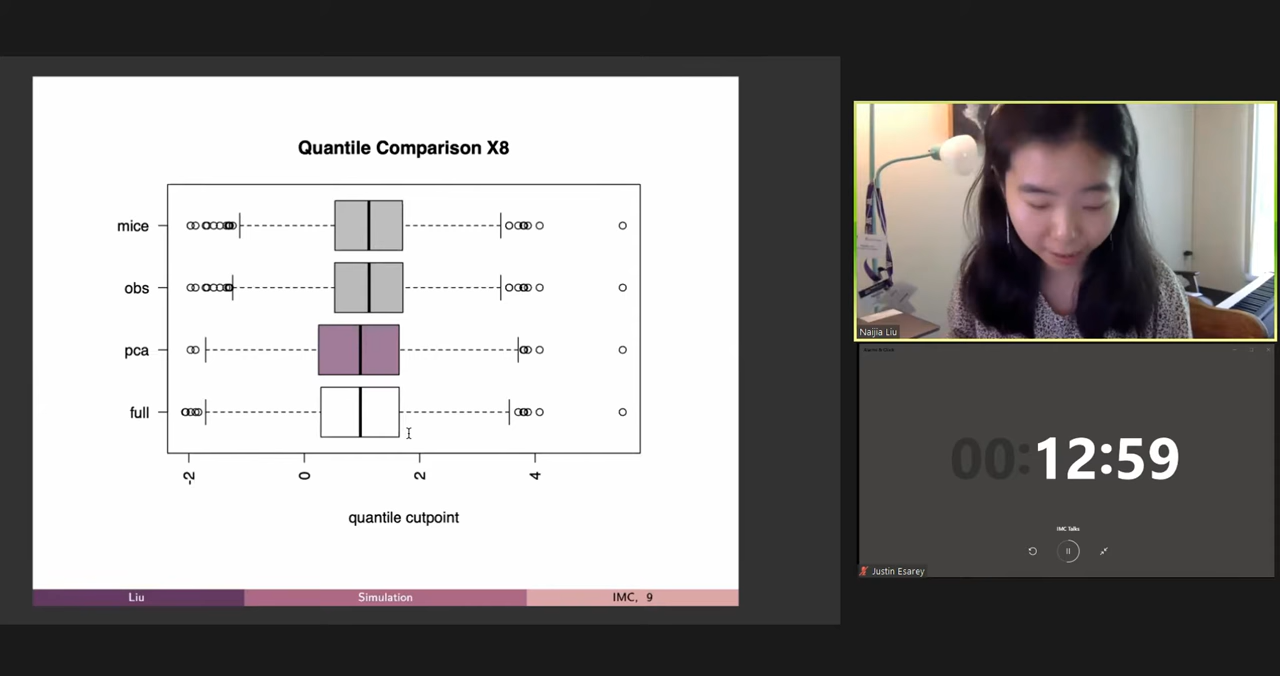 Quantile Comparison X8
mice
obs
pca
full
-2
0
2
4
quantile cutpoint
Liu
Simulation
IMC, 9
Naijia Liu
00:12:59
IMC Talks
Justin Esarey